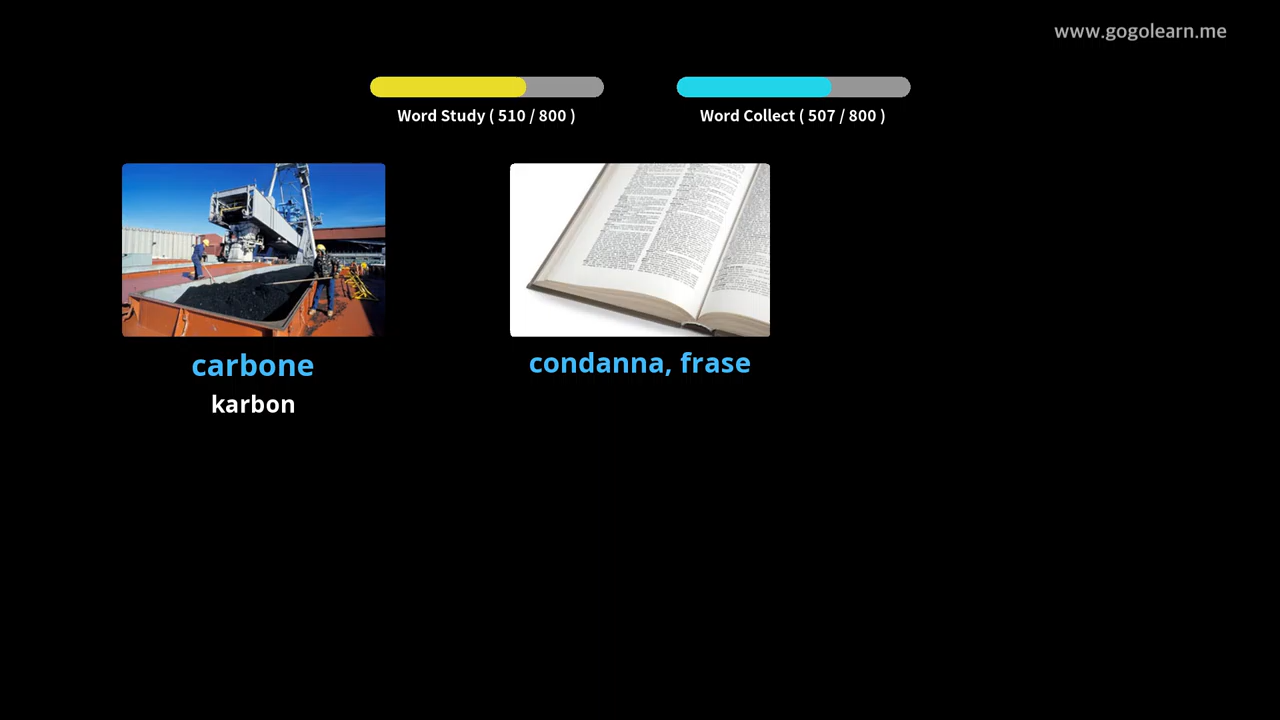 www.gogolearn.me
Word Study ( 510 / 800 )
Word Collect ( 507 / 800 )
carbone
karbon
condanna, frase